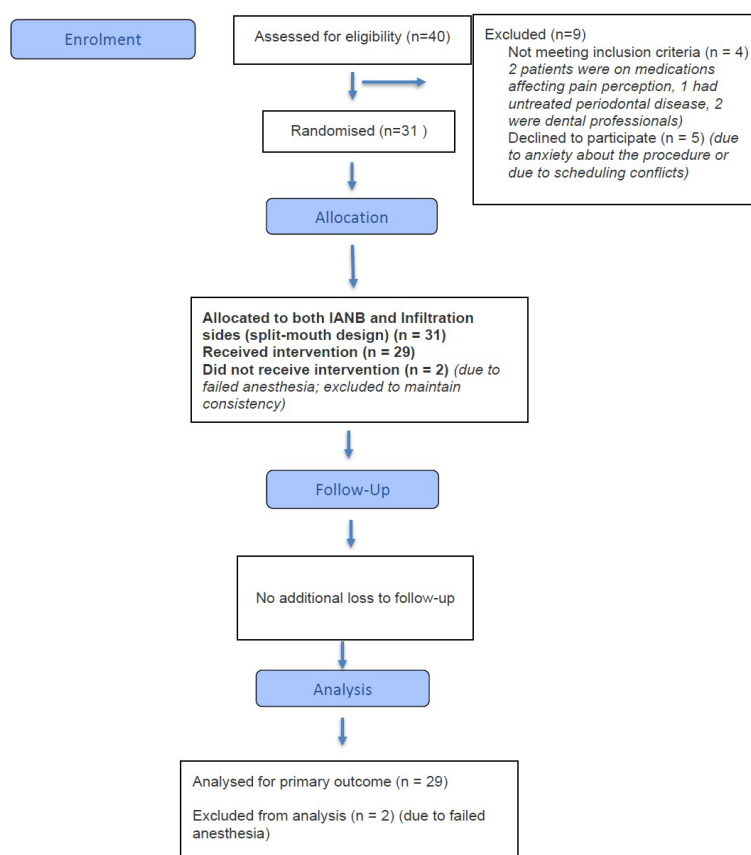 Enrolment
Assessed for eligibility (n=40)
Excluded (n=9)
Not meeting inclusion criteria (n = 4)
2 patients were on medications
affecting pain perception, 1 had
untreated periodontal disease, 2
were dental professionals)
Declined to participate (n = 5) (due
to anxiety about the procedure or
due to scheduling conflicts)
Randomised (n=31 )
Allocation
Allocated to both IANB and Infiltration
sides (split-mouth design) (n = 31)
Received intervention (n = 29)
Did not receive intervention (n = 2) (due to
failed anesthesia; excluded to maintain
consistency)
Follow-Up
No additional loss to follow-up
Analysis
Analysed for primary outcome (n = 29)
Excluded from analysis (n = 2) (due to failed
anesthesia)